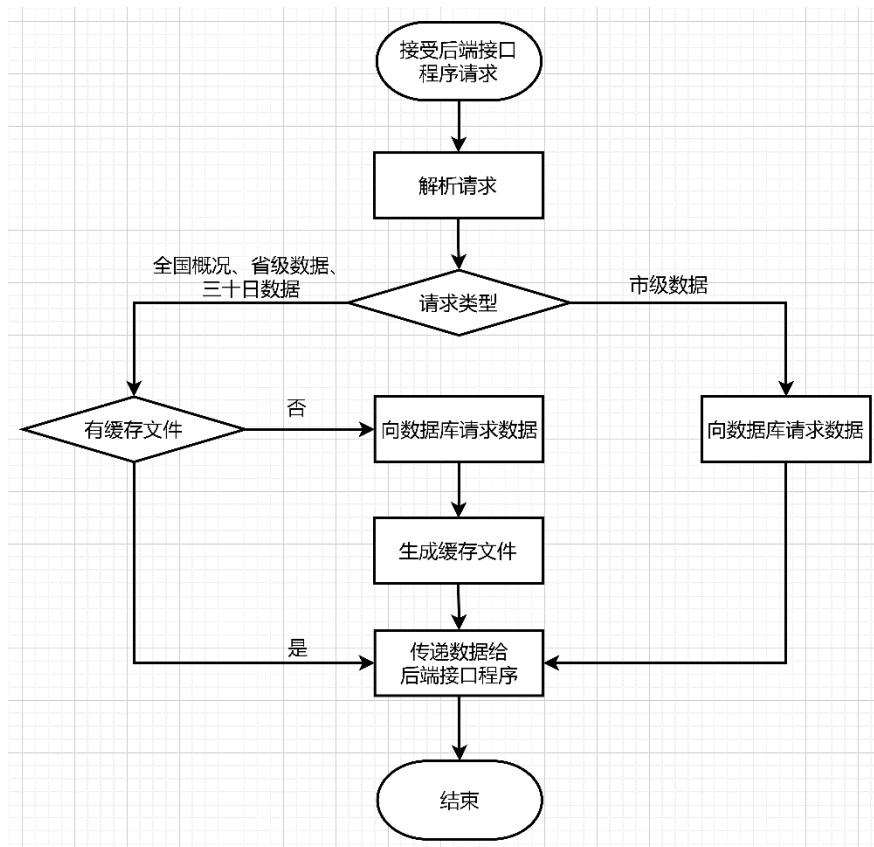 接受后端接口
程序请求
解析请求
全国概况、省级数据、
三十日数据
请求类型
市级数据
有缓存文件
否
向数据库请求数据
向数据库请求数据
生成缓存文件
是
传递数据给
后端接口程序
结束